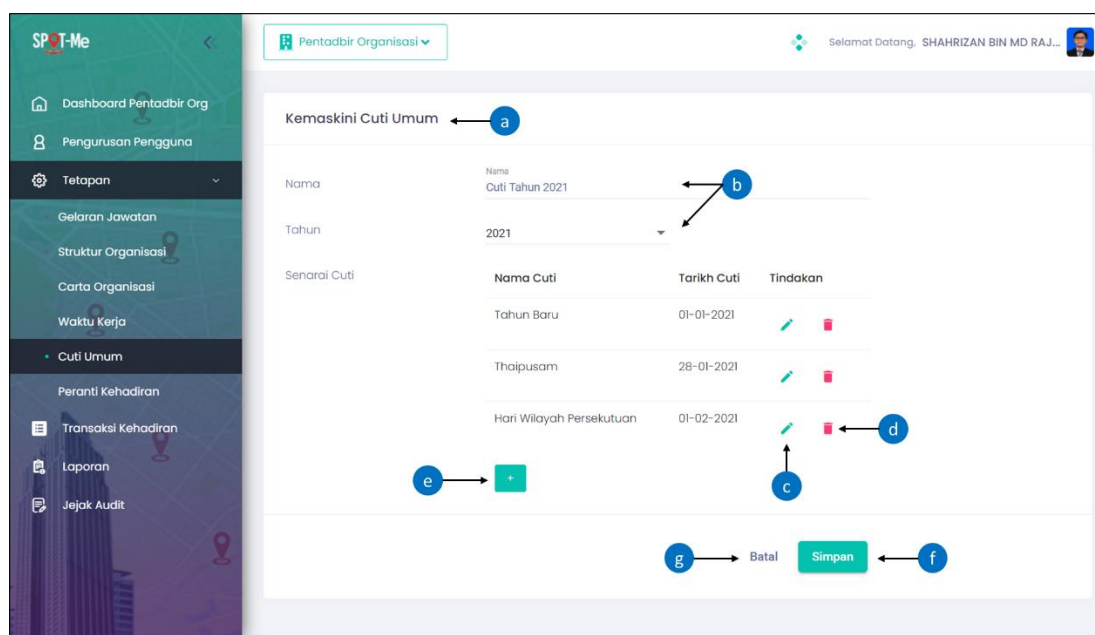 SPOT-Me
Pentadbir Organisasi
Selamat Datang, SHAHRIZAN BIN MD RAJ...
Dashboard Pentadbir Org
Pengurusan Pengguna
Tetapan
Gelaran Jawatan
Struktur Organisasi
Carta Organisasi
Waktu Kerja
Cuti Umum
Peranti Kehadiran
Transaksi Kehadiran
Laporan
Jejak Audit
Kemaskini Cuti Umum
a
Nama
Nama
Cuti Tahun 2021
b
Tahun
2021
Senarai Cuti
Nama Cuti Tarikh Cuti Tindakan
Tahun Baru 01-01-2021
Thaipusam 28-01-2021
Hari Wilayah Persekutuan 01-02-2021
d
e
+
c
g
Batal
Simpan
f